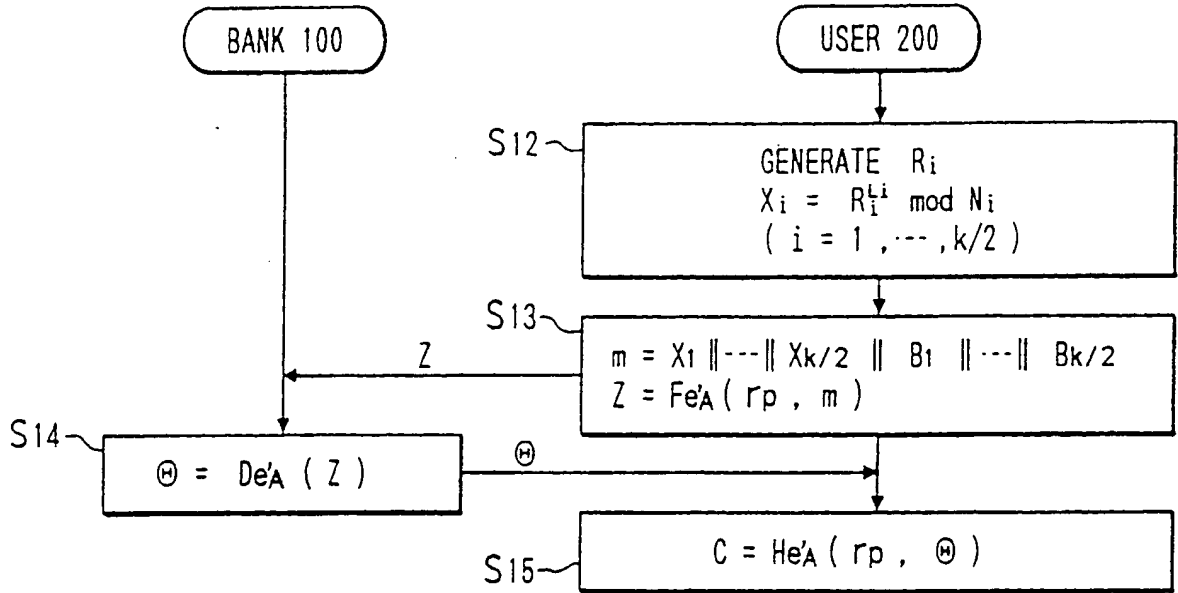 BANK 100
USER 200
S12
GENERATE Ri
Xi = Ri^Li mod Ni
( i = 1 ,---,k/2 )
S13
m = X1 ||---|| Xk/2 || B1 ||---|| Bk/2
Z = Fe'A ( rp , m )
Z
S14
Θ = De'A ( Z )
Θ
C = He'A ( rp , Θ )
S15